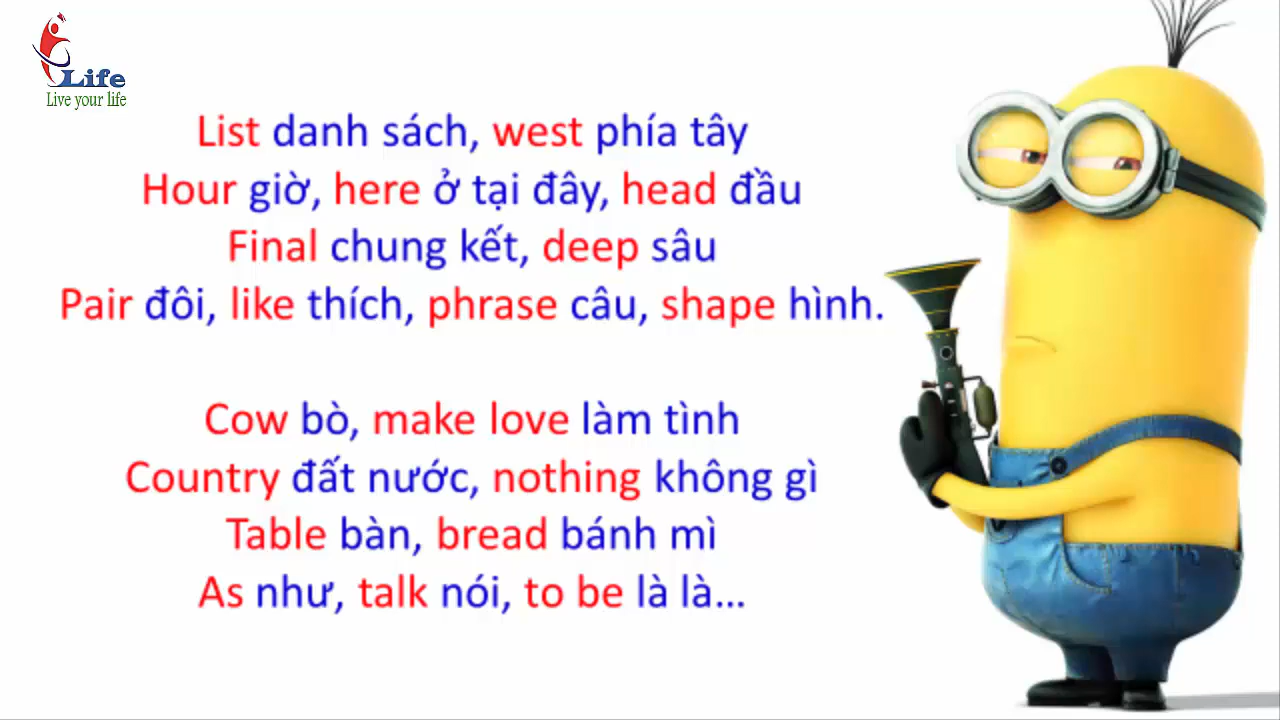 Life
Live your life
List danh sách, west phía tây
Hour giờ, here ở tại đây, head đầu
Final chung kết, deep sâu
Pair đôi, like thích, phrase câu, shape hình.
Cow bò, make love làm tình
Country đất nước, nothing không gì
Table bàn, bread bánh mì
As như, talk nói, to be là là...